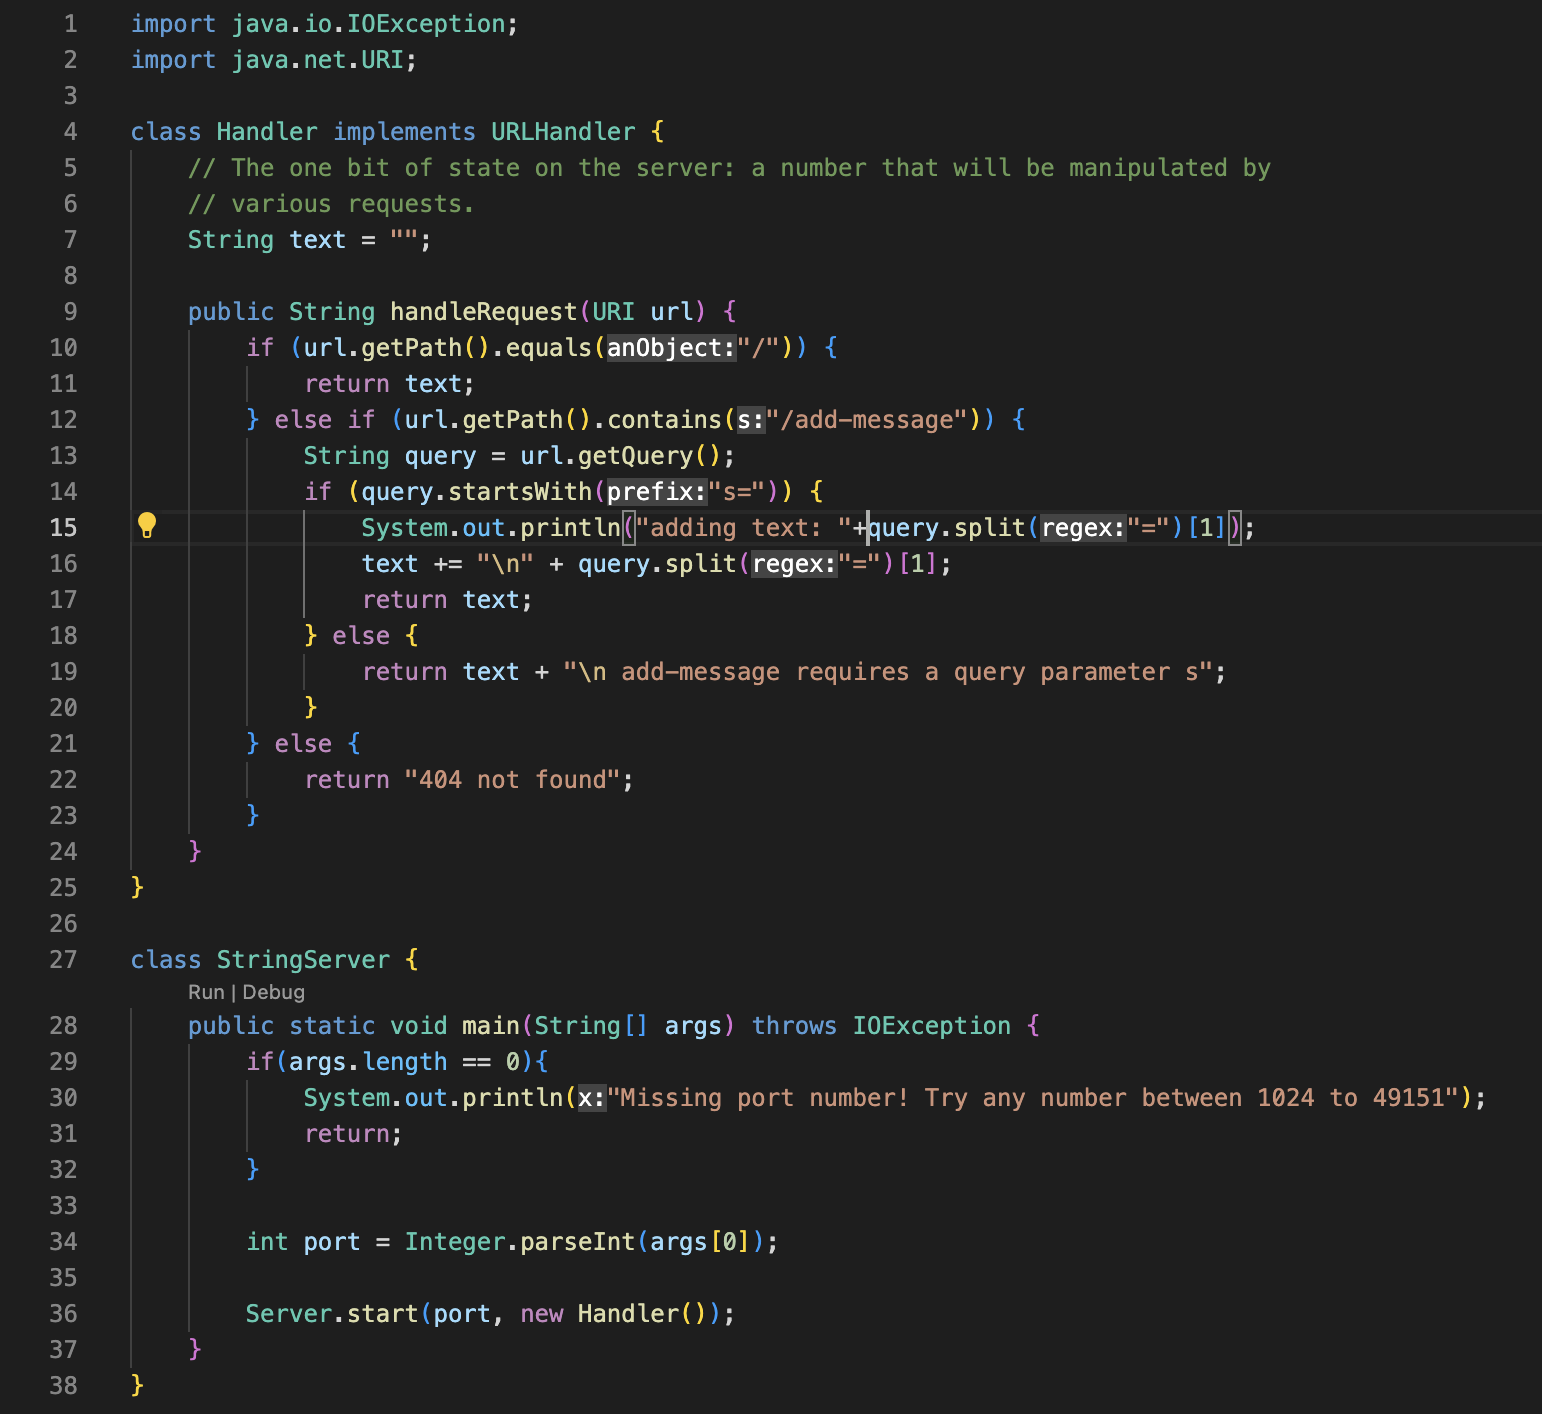 1 import java.io.IOException;
2 import java.net.URI;
3
4 class Handler implements URLHandler {
5     // The one bit of state on the server: a number that will be manipulated by
6     // various requests.
7     String text = "";
8
9     public String handleRequest(URI url) {
10         if (url.getPath().equals(anObject:"/")) {
11             return text;
12         } else if (url.getPath().contains(s:"/add-message")) {
13             String query = url.getQuery();
14             if (query.startsWith(prefix:"s=")) {
15                 System.out.println("adding text: "+query.split(regex:"=")[1]);
16                 text += "\n" + query.split(regex:"=")[1];
17                 return text;
18             } else {
19                 return text + "\n add-message requires a query parameter s";
20             }
21         } else {
22             return "404 not found";
23         }
24     }
25 }
26
27 class StringServer {
Run | Debug
28     public static void main(String[] args) throws IOException {
29         if(args.length == 0){
30             System.out.println(x:"Missing port number! Try any number between 1024 to 49151");
31             return;
32         }
33
34         int port = Integer.parseInt(args[0]);
35
36         Server.start(port, new Handler());
37     }
38 }